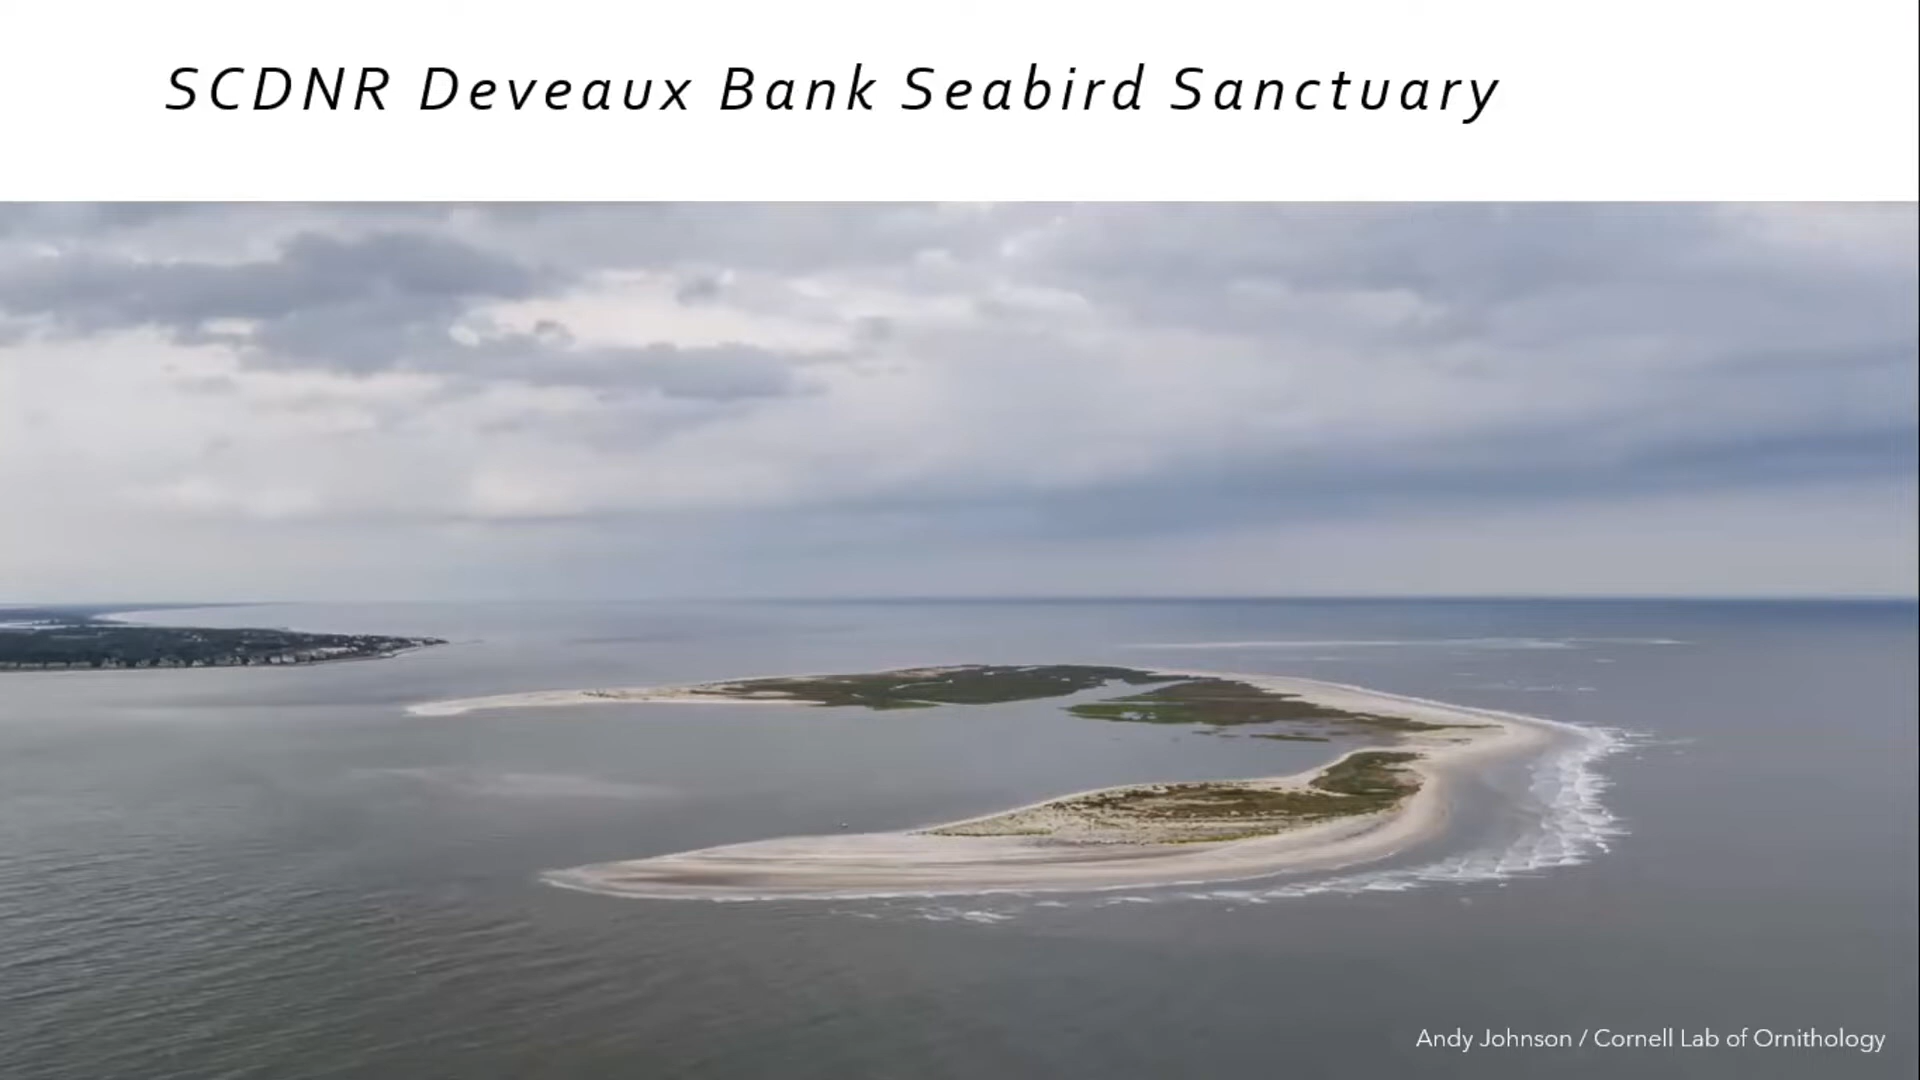 SCDNR Deveaux Bank Seabird Sanctuary
Andy Johnson / Cornell Lab of Ornithology